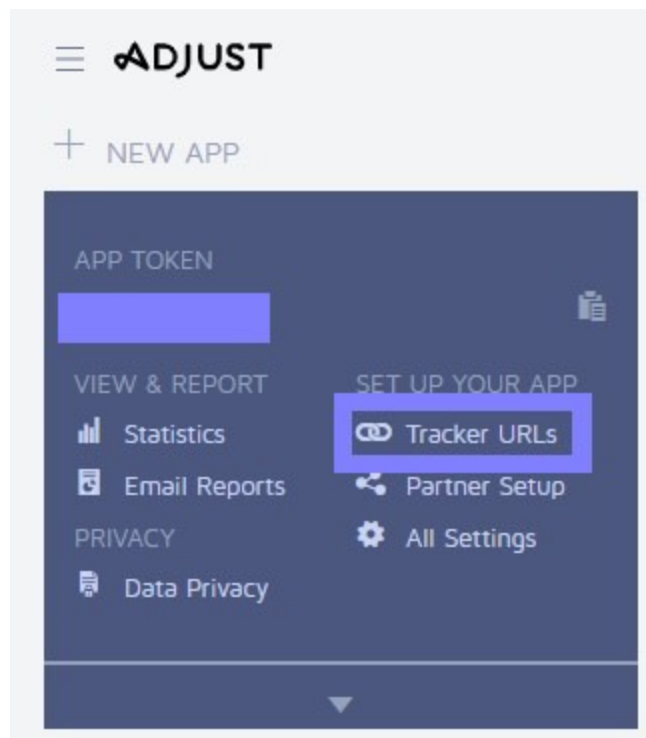 ADJUST
NEW APP
APP TOKEN
VIEW & REPORT
Statistics
Email Reports
PRIVACY
Data Privacy
SET UP YOUR APP
Tracker URLs
Partner Setup
All Settings